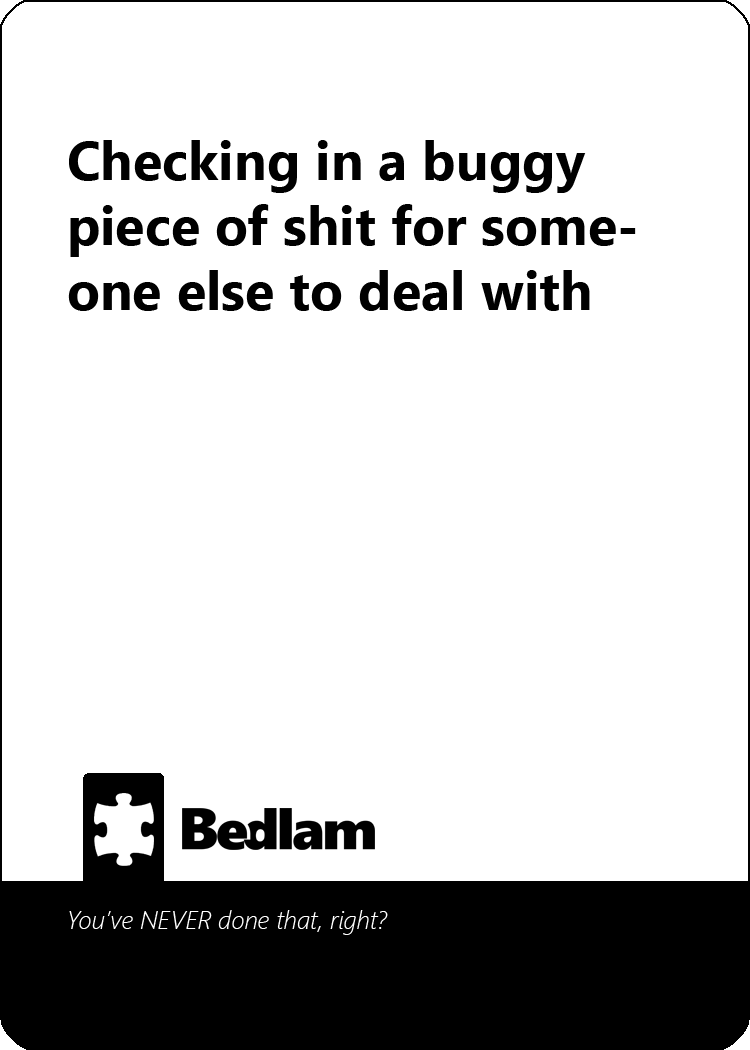 Checking in a buggy
piece of shit for some-
one else to deal with
Bedlam
You've NEVER done that, right?